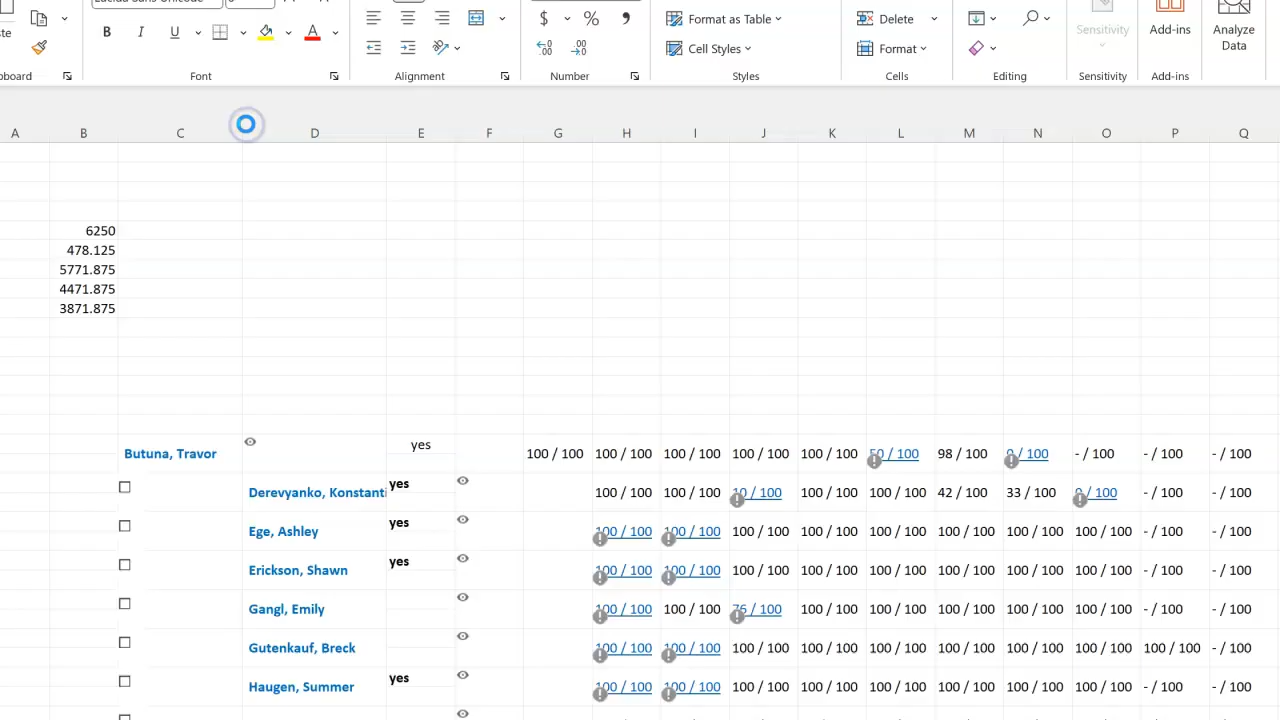 Format as Table
Delete
Cell Styles
Format
Sensitivity
Add-ins
Analyze
Data
B I U A $ % ,
Font
Alignment
Number
Styles
Cells
Editing
Sensitivity
Add-ins
A B C D E F G H I J K L M N O P Q
6250
478.125
5771.875
4471.875
3871.875
Butuna, Travor yes 100 / 100 100 / 100 100 / 100 100 / 100 100 / 100 / 100 98 / 100 / 100 - / 100 - / 100 - / 100
Derevyanko, Konstanti yes 100 / 100 100 / 100 / 100 100 / 100 100 / 100 42 / 100 33 / 100 / 100 - / 100 - / 100
Ege, Ashley yes 100 / 100 100 / 100 100 / 100 100 / 100 100 / 100 100 / 100 100 / 100 100 / 100 - / 100 - / 100
Erickson, Shawn yes 100 / 100 100 / 100 100 / 100 100 / 100 100 / 100 100 / 100 100 / 100 100 / 100 - / 100 - / 100
Gangl, Emily 100 / 100 100 / 100 / 100 100 / 100 100 / 100 100 / 100 100 / 100 100 / 100 - / 100 - / 100
Gutenkauf, Breck 100 / 100 100 / 100 100 / 100 100 / 100 100 / 100 100 / 100 100 / 100 100 / 100 100 / 100 - / 100
Haugen, Summer yes 100 / 100 100 / 100 100 / 100 100 / 100 100 / 100 100 / 100 100 / 100 100 / 100 - / 100 - / 100